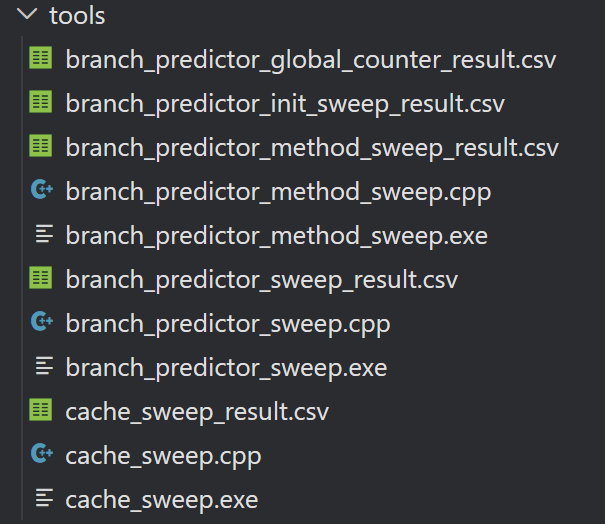 tools
branch_predictor_global_counter_result.csv
branch_predictor_init_sweep_result.csv
branch_predictor_method_sweep_result.csv
branch_predictor_method_sweep.cpp
branch_predictor_method_sweep.exe
branch_predictor_sweep_result.csv
branch_predictor_sweep.cpp
branch_predictor_sweep.exe
cache_sweep_result.csv
cache_sweep.cpp
cache_sweep.exe